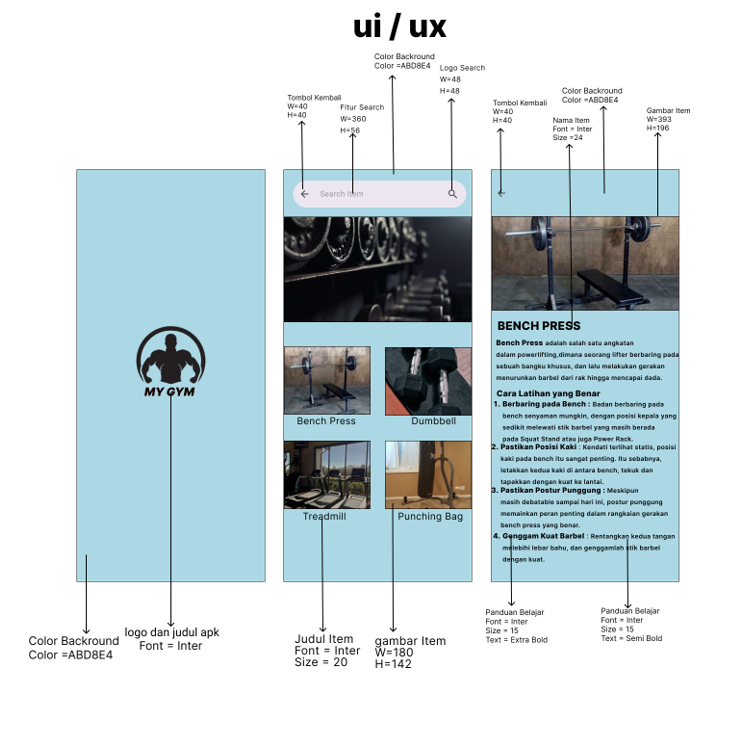 ui / ux
Color Backround
Color =ABD8E4
Logo Search
W=48
H=48
Tombol Kembali
W=40
H=40
Fitur Search
W=360
H=56
Tombol Kembali
W=40
H=40
Color Backround
Color =ABD8E4
Nama Item
Font = Inter
Size =24
Gambar Item
W=393
H=196
MY GYM
Search Item
Bench Press
Dumbbell
Treadmill
Punching Bag
BENCH PRESS
Bench Press adalah salah satu angkatan
dalam powerlifting,dimana seorang lifter berbaring pada
sebuah bangku khusus, dan lalu melakukan gerakan
menurunkan barbel dari rak hingga mencapai dada.
Cara Latihan yang Benar
1. Berbaring pada Bench : Badan berbaring pada
bench senyaman mungkin, dengan posisi kepala yang
sedikit melewati stik barbel yang masih berada
pada Squat Stand atau juga Power Rack.
2. Pastikan Posisi Kaki : Kendati terlihat statis, posisi
kaki pada bench itu sangat penting. Itu sebabnya,
letakkan kedua kaki di antara bench, tekuk dan
tapakkan dengan kuat ke lantai.
3. Pastikan Postur Punggung : Meskipun
masih debatable sampai hari ini, postur punggung
memainkan peran penting dalam rangkaian gerakan
bench press yang benar.
4. Genggam Kuat Barbel : Rentangkan kedua tangan
melebihi lebar bahu, dan genggamlah stik barbel
dengan kuat.
Color Backround
Color =ABD8E4
logo dan judul apk
Font = Inter
Judul Item
Font = Inter
Size = 20
gambar Item
W=180
H=142
Panduan Belajar
Font = Inter
Size = 15
Text = Extra Bold
Panduan Belajar
Font = Inter
Size = 15
Text = Semi Bold